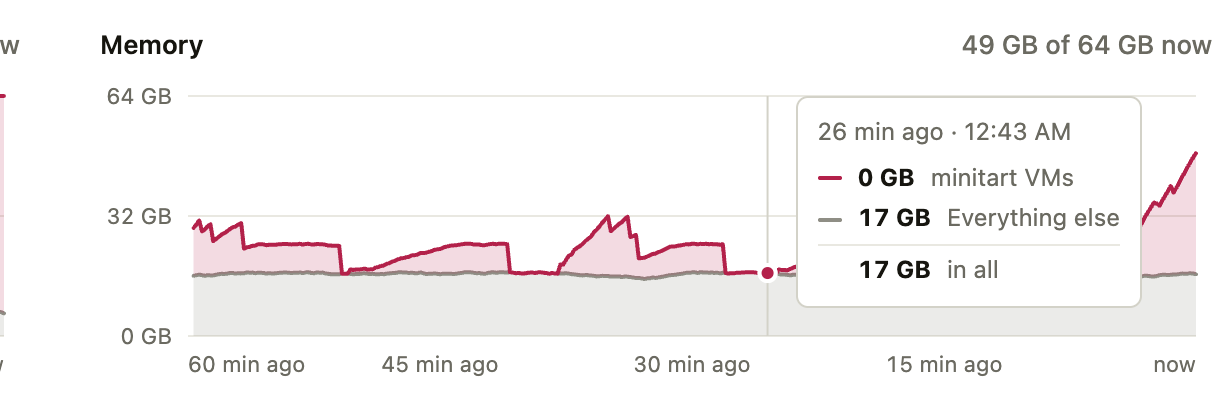 w
Memory
49 GB of 64 GB now
64 GB
26 min ago · 12:43 AM
0 GB minitart VMs
32 GB
17 GB Everything else
17 GB in all
0 GB
60 min ago
45 min ago
30 min ago
15 min ago
now